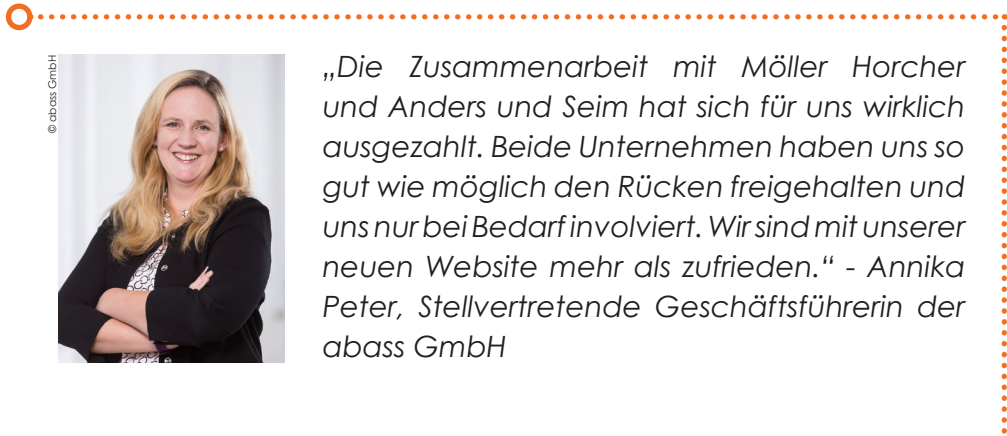 © abass GmbH
„Die Zusammenarbeit mit Möller Horcher
und Anders und Seim hat sich für uns wirklich
ausgezahlt. Beide Unternehmen haben uns so
gut wie möglich den Rücken freigehalten und
uns nur bei Bedarf involviert. Wir sind mit unserer
neuen Website mehr als zufrieden.“ - Annika
Peter, Stellvertretende Geschäftsführerin der
abass GmbH